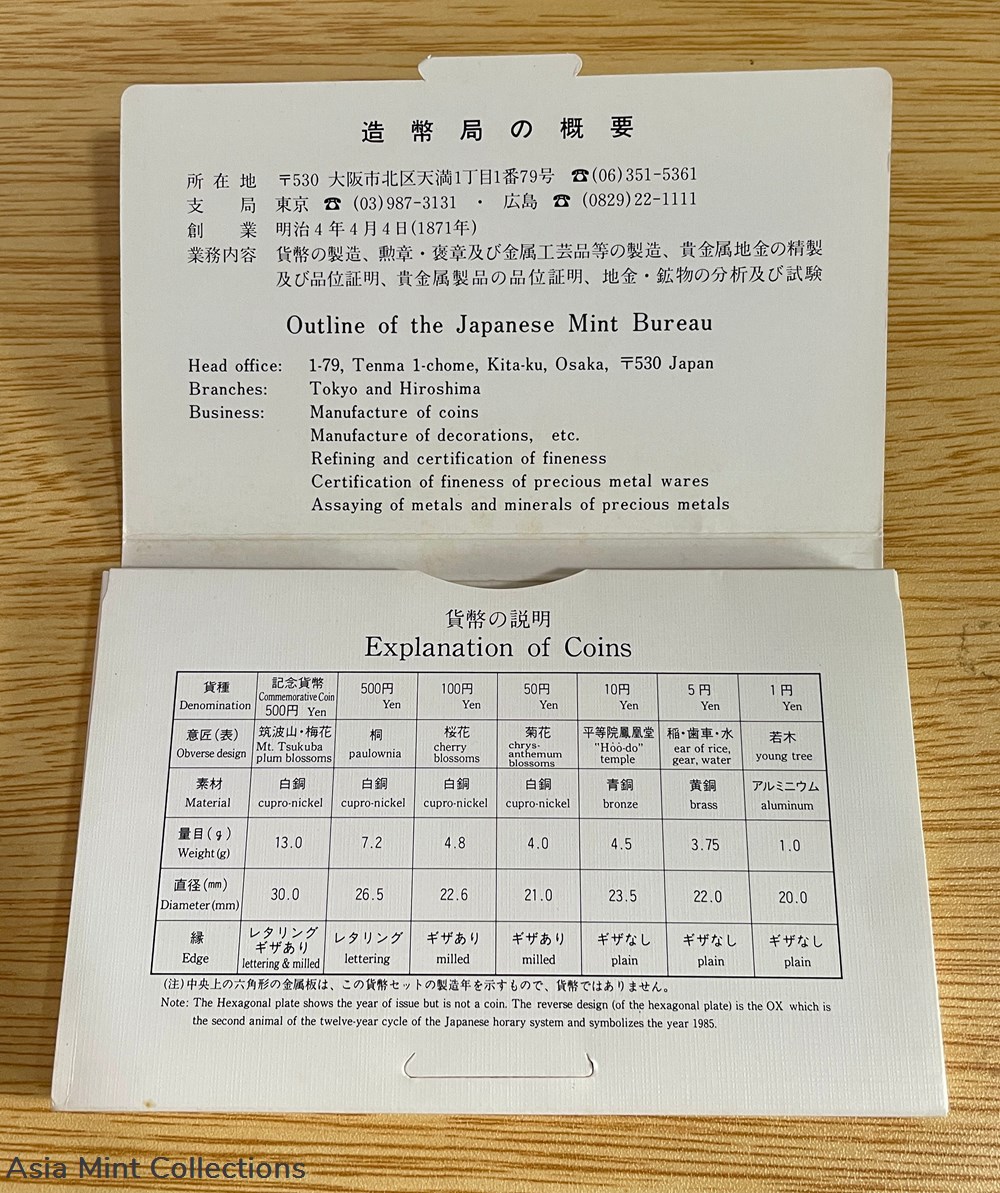 造幣局の概要
所在地 〒530 大阪市北区天満1丁目1番79号 ☎(06)351-5361
支局 東京 ☎ (03)987-3131 ・ 広島 ☎ (0829)22-1111
創業 明治4年4月4日(1871年)
業務内容 貨幣の製造、勲章・褒章及び金属工芸品等の製造、貴金属地金の精製
及び品位証明、貴金属製品の品位証明、地金・鉱物の分析及び試験
Outline of the Japanese Mint Bureau
Head office: 1-79, Tenma 1-chome, Kita-ku, Osaka, 〒530 Japan
Branches: Tokyo and Hiroshima
Business: Manufacture of coins
Manufacture of decorations, etc.
Refining and certification of fineness
Certification of fineness of precious metal wares
Assaying of metals and minerals of precious metals
貨幣の説明
Explanation of Coins
貨種 記念貨幣 500円 100円 50円 10円 5円 1円
Denomination Commemorative Coin Yen Yen Yen Yen Yen Yen
500円 Yen
意匠(表) 筑波山・梅花 桐 桜花 菊花 平等院鳳凰堂 稲・歯車・水 若木
Obverse design Mt. Tsukuba paulownia cherry chrys- "Hōō-do" ear of rice, young tree
plum blossoms blossoms anthemum temple gear, water
blossoms
素材 白銅 白銅 白銅 白銅 青銅 黄銅 アルミニウム
Material cupro-nickel cupro-nickel cupro-nickel cupro-nickel bronze brass aluminum
量目(g) 13.0 7.2 4.8 4.0 4.5 3.75 1.0
Weight(g)
直径(㎜) 30.0 26.5 22.6 21.0 23.5 22.0 20.0
Diameter(mm)
縁 レタリング レタリング ギザあり ギザあり ギザなし ギザなし ギザなし
ギザあり
Edge lettering & milled lettering milled milled plain plain plain
(注)中央上の六角形の金属板は、この貨幣セットの製造年を示すもので、貨幣ではありません。
Note: The Hexagonal plate shows the year of issue but is not a coin. The reverse design (of the hexagonal plate) is the OX which is
the second animal of the twelve-year cycle of the Japanese horary system and symbolizes the year 1985.
Asia Mint Collections